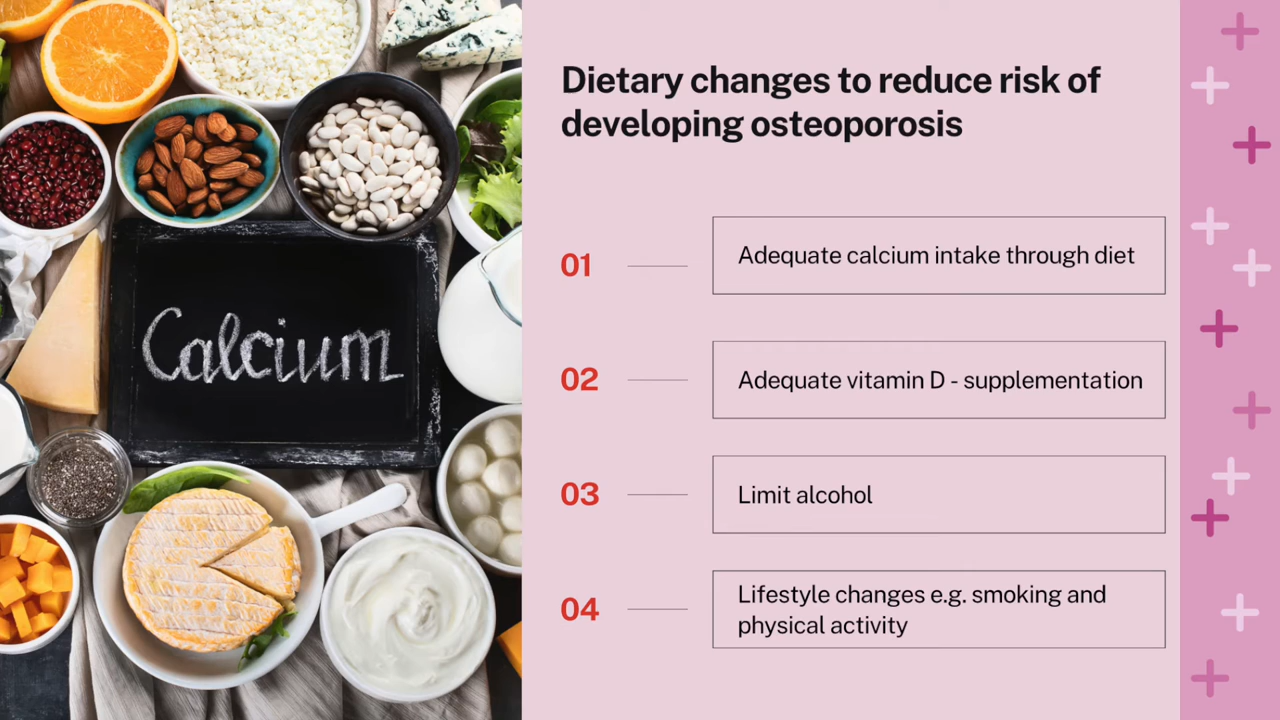 Dietary changes to reduce risk of
developing osteoporosis
Calcium
01
Adequate calcium intake through diet
02
Adequate vitamin D - supplementation
03
Limit alcohol
04
Lifestyle changes e.g. smoking and
physical activity